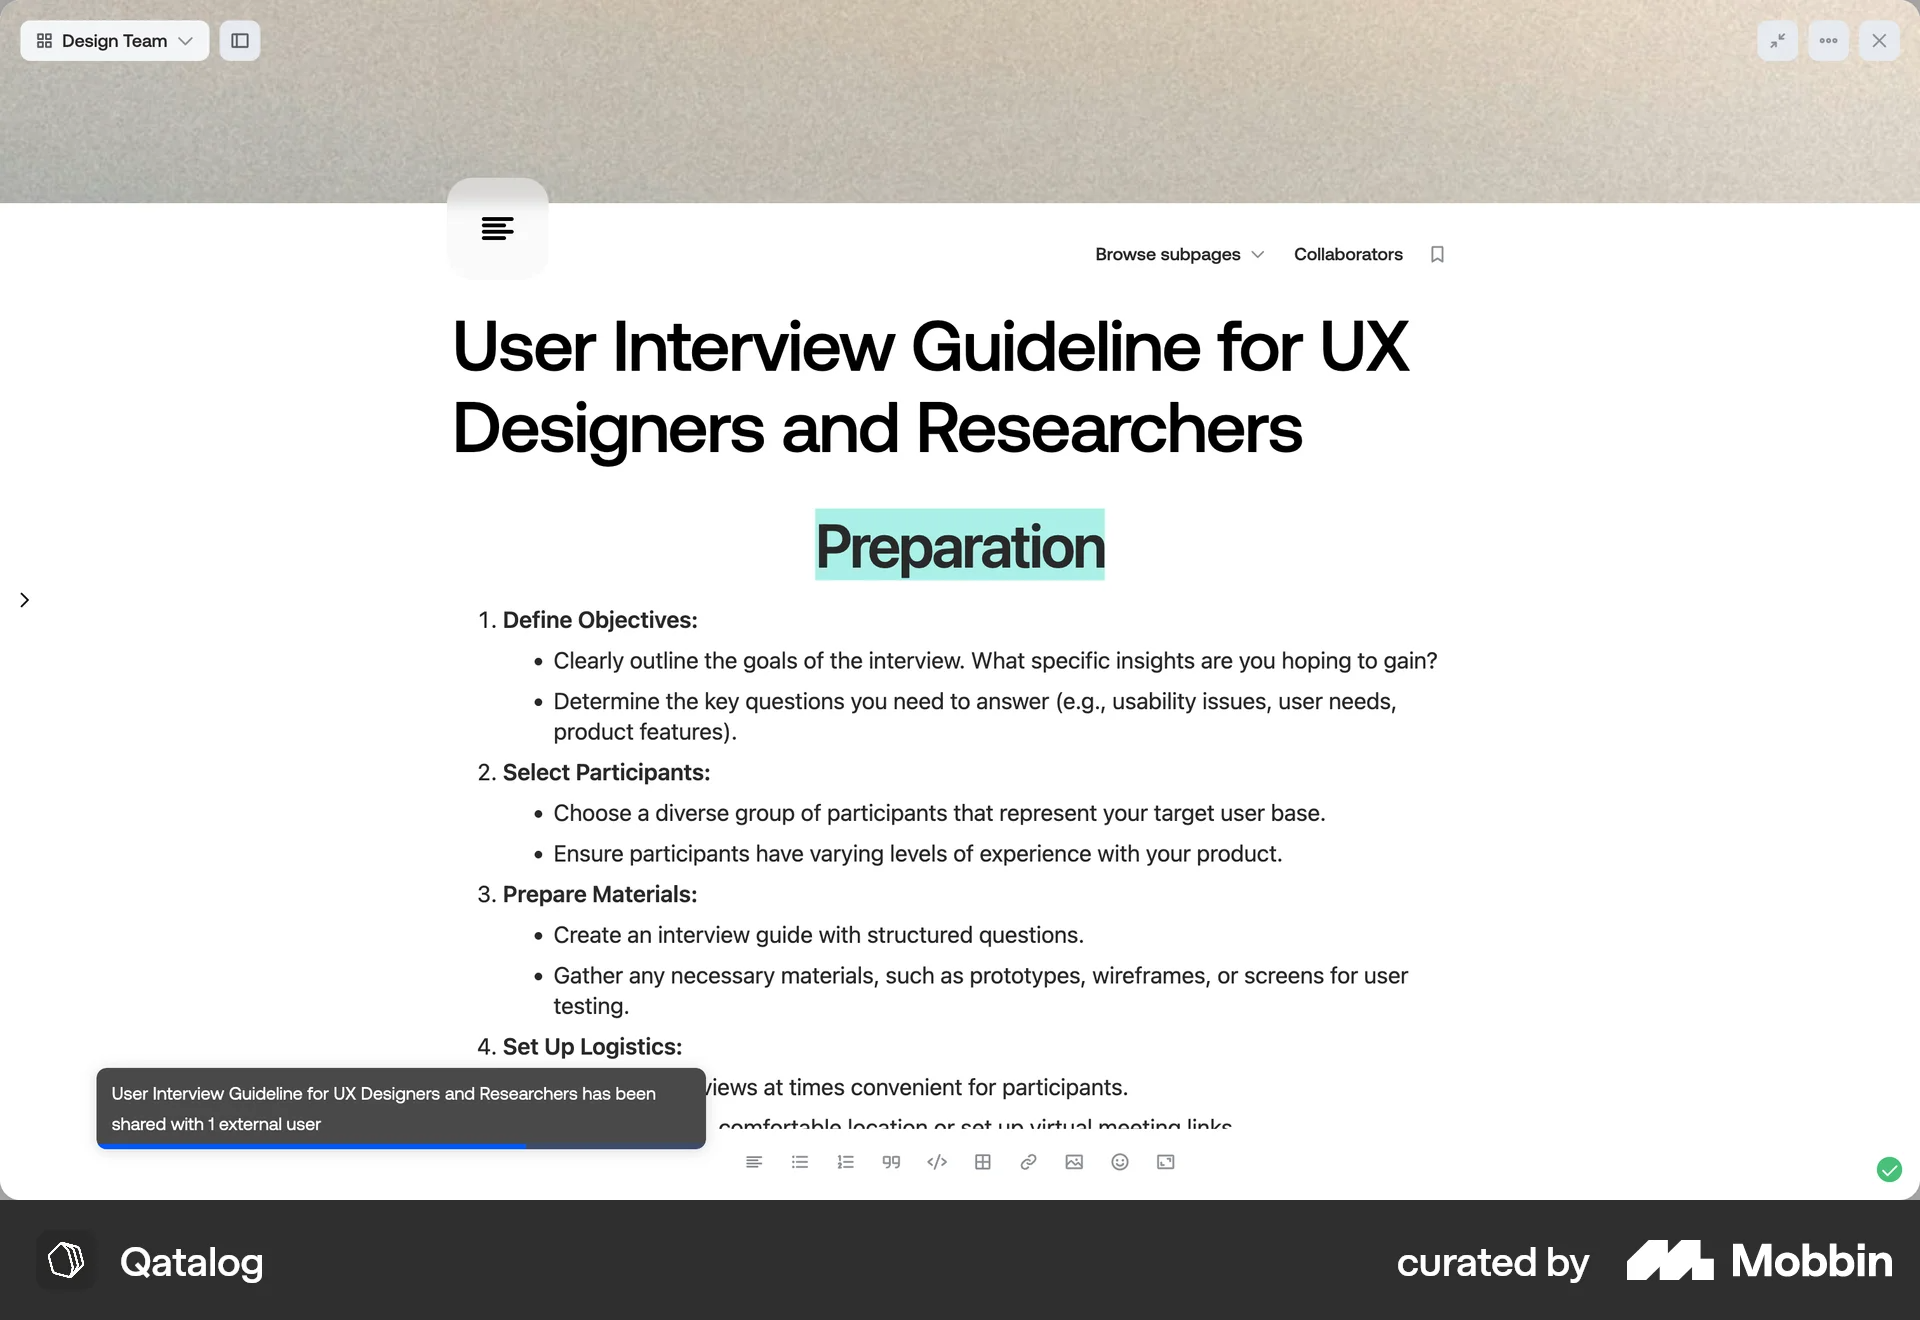 Design Team
Browse subpages
Collaborators
User Interview Guideline for UX
Designers and Researchers
Preparation
1. Define Objectives:
• Clearly outline the goals of the interview. What specific insights are you hoping to gain?
• Determine the key questions you need to answer (e.g., usability issues, user needs,
product features).
2. Select Participants:
• Choose a diverse group of participants that represent your target user base.
• Ensure participants have varying levels of experience with your product.
3. Prepare Materials:
• Create an interview guide with structured questions.
• Gather any necessary materials, such as prototypes, wireframes, or screens for user
testing.
4. Set Up Logistics:
views at times convenient for participants.
comfortable location or set up virtual meeting links
User Interview Guideline for UX Designers and Researchers has been
shared with 1 external user
Qatalog
curated by Mobbin